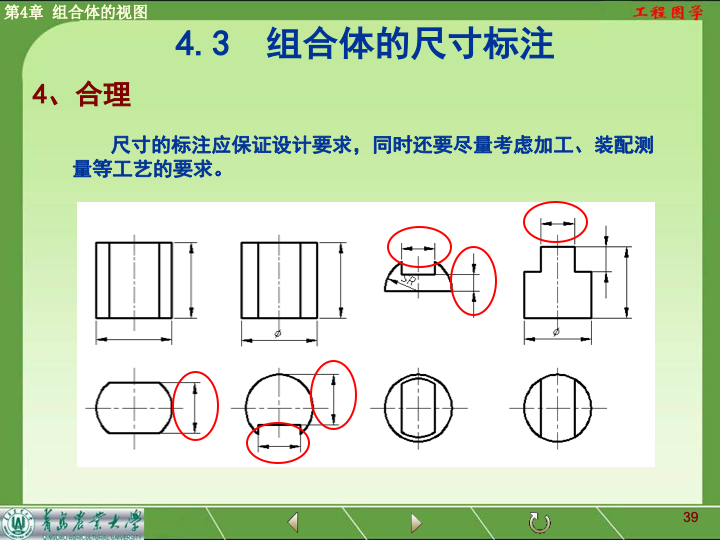 第4章 组合体的视图
工程图学
4.3 组合体的尺寸标注
4、合理
尺寸的标注应保证设计要求，同时还要尽量考虑加工、装配测
量等工艺的要求。
SR
φ
φ
青岛农业大学
QINGDAO AGRICULTURAL UNIVERSITY
39